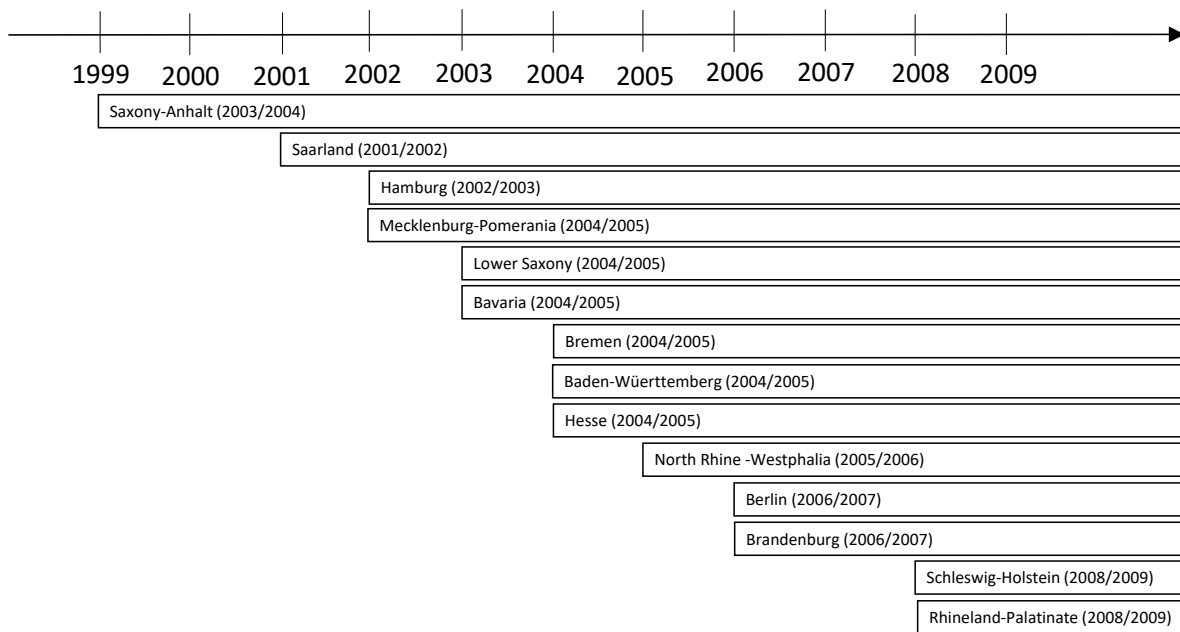 1999 2000 2001 2002 2003 2004 2005 2006 2007 2008 2009
Saxony-Anhalt (2003/2004)
Saarland (2001/2002)
Hamburg (2002/2003)
Mecklenburg-Pomerania (2004/2005)
Lower Saxony (2004/2005)
Bavaria (2004/2005)
Bremen (2004/2005)
Baden-Wüerttemberg (2004/2005)
Hesse (2004/2005)
North Rhine -Westphalia (2005/2006)
Berlin (2006/2007)
Brandenburg (2006/2007)
Schleswig-Holstein (2008/2009)
Rhineland-Palatinate (2008/2009)